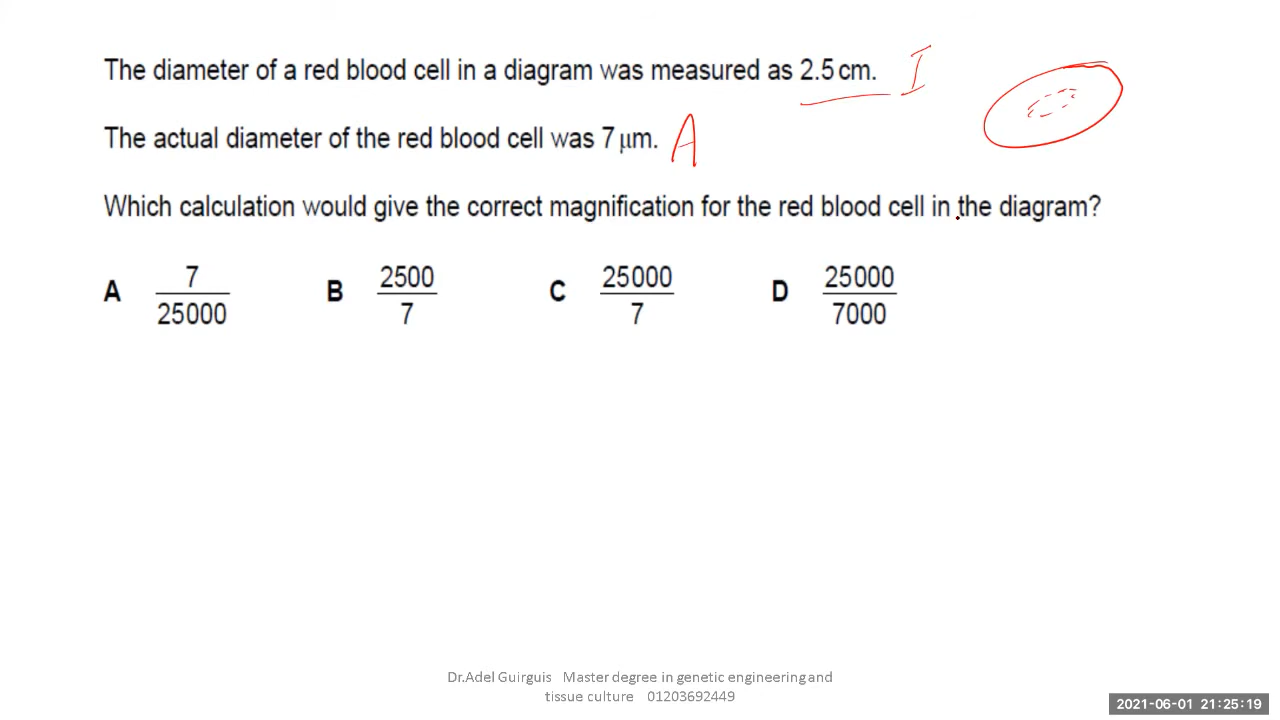 The diameter of a red blood cell in a diagram was measured as 2.5 cm. I
The actual diameter of the red blood cell was 7 μm. A
Which calculation would give the correct magnification for the red blood cell in the diagram?
A 7/25000 B 2500/7 C 25000/7 D 25000/7000
Dr.Adel Guirguis Master degree in genetic engineering and
tissue culture 01203692449
2021-06-01 21:25:19